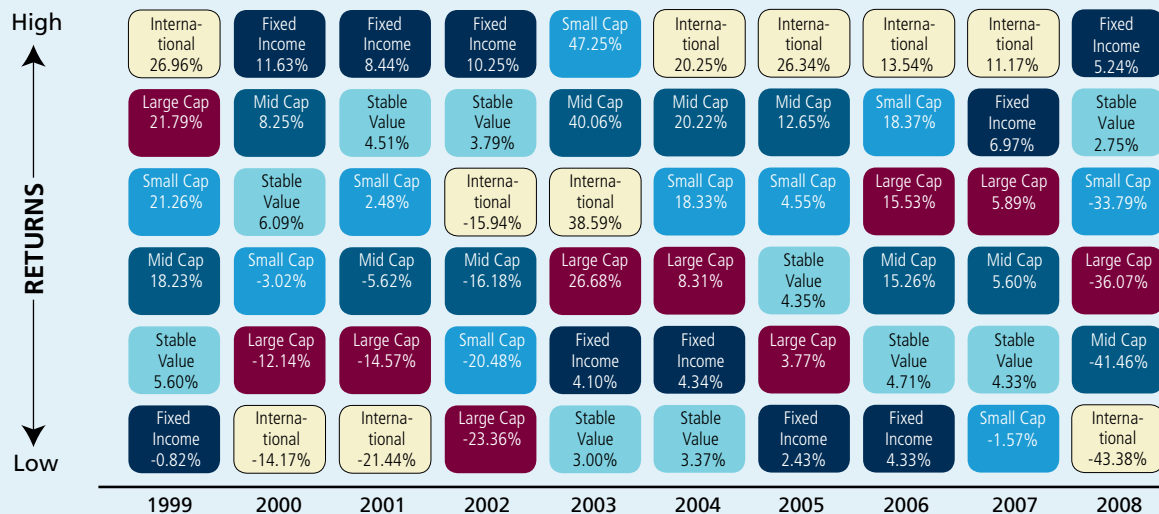 High
RETURNS
Low
Interna-
tional
26.96%
Fixed
Income
11.63%
Fixed
Income
8.44%
Fixed
Income
10.25%
Small Cap
47.25%
Interna-
tional
20.25%
Interna-
tional
26.34%
Interna-
tional
13.54%
Interna-
tional
11.17%
Fixed
Income
5.24%
Large Cap
21.79%
Mid Cap
8.25%
Stable
Value
4.51%
Stable
Value
3.79%
Mid Cap
40.06%
Mid Cap
20.22%
Mid Cap
12.65%
Small Cap
18.37%
Fixed
Income
6.97%
Stable
Value
2.75%
Small Cap
21.26%
Stable
Value
6.09%
Small Cap
2.48%
Interna-
tional
-15.94%
Interna-
tional
38.59%
Small Cap
18.33%
Small Cap
4.55%
Large Cap
15.53%
Large Cap
5.89%
Small Cap
-33.79%
Mid Cap
18.23%
Small Cap
-3.02%
Mid Cap
-5.62%
Mid Cap
-16.18%
Large Cap
26.68%
Large Cap
8.31%
Stable
Value
4.35%
Mid Cap
15.26%
Mid Cap
5.60%
Large Cap
-36.07%
Stable
Value
5.60%
Large Cap
-12.14%
Large Cap
-14.57%
Small Cap
-20.48%
Fixed
Income
4.10%
Fixed
Income
4.34%
Large Cap
3.77%
Stable
Value
4.71%
Stable
Value
4.33%
Mid Cap
-41.46%
Fixed
Income
-0.82%
Interna-
tional
-14.17%
Interna-
tional
-21.44%
Large Cap
-23.36%
Stable
Value
3.00%
Stable
Value
3.37%
Fixed
Income
2.43%
Fixed
Income
4.33%
Small Cap
-1.57%
Interna-
tional
-43.38%
1999 2000 2001 2002 2003 2004 2005 2006 2007 2008